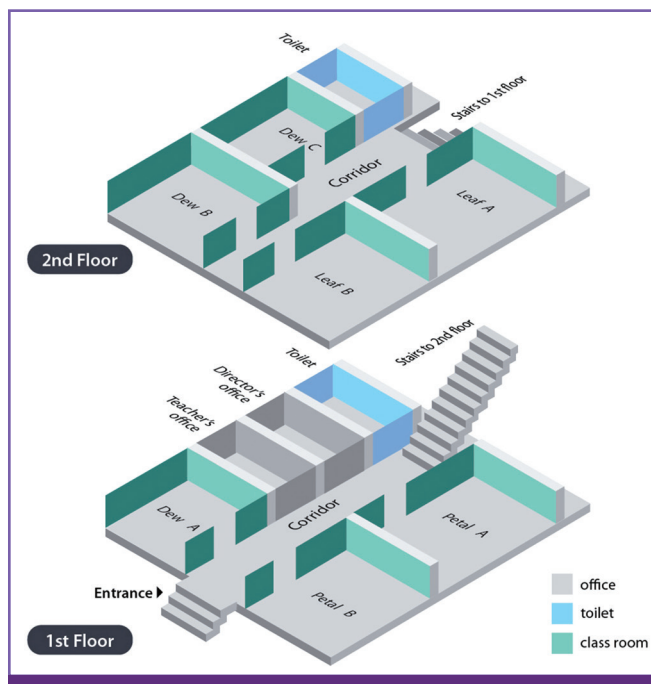 Toilet
Stairs to 1st floor
Dew C
Corridor
Leaf A
Dew B
Leaf B
2nd Floor
Stairs to 2nd floor
Toilet
Director's
office
Teacher's
office
Corridor
Petal A
Dew A
Petal B
Entrance
1st Floor
office
toilet
class room